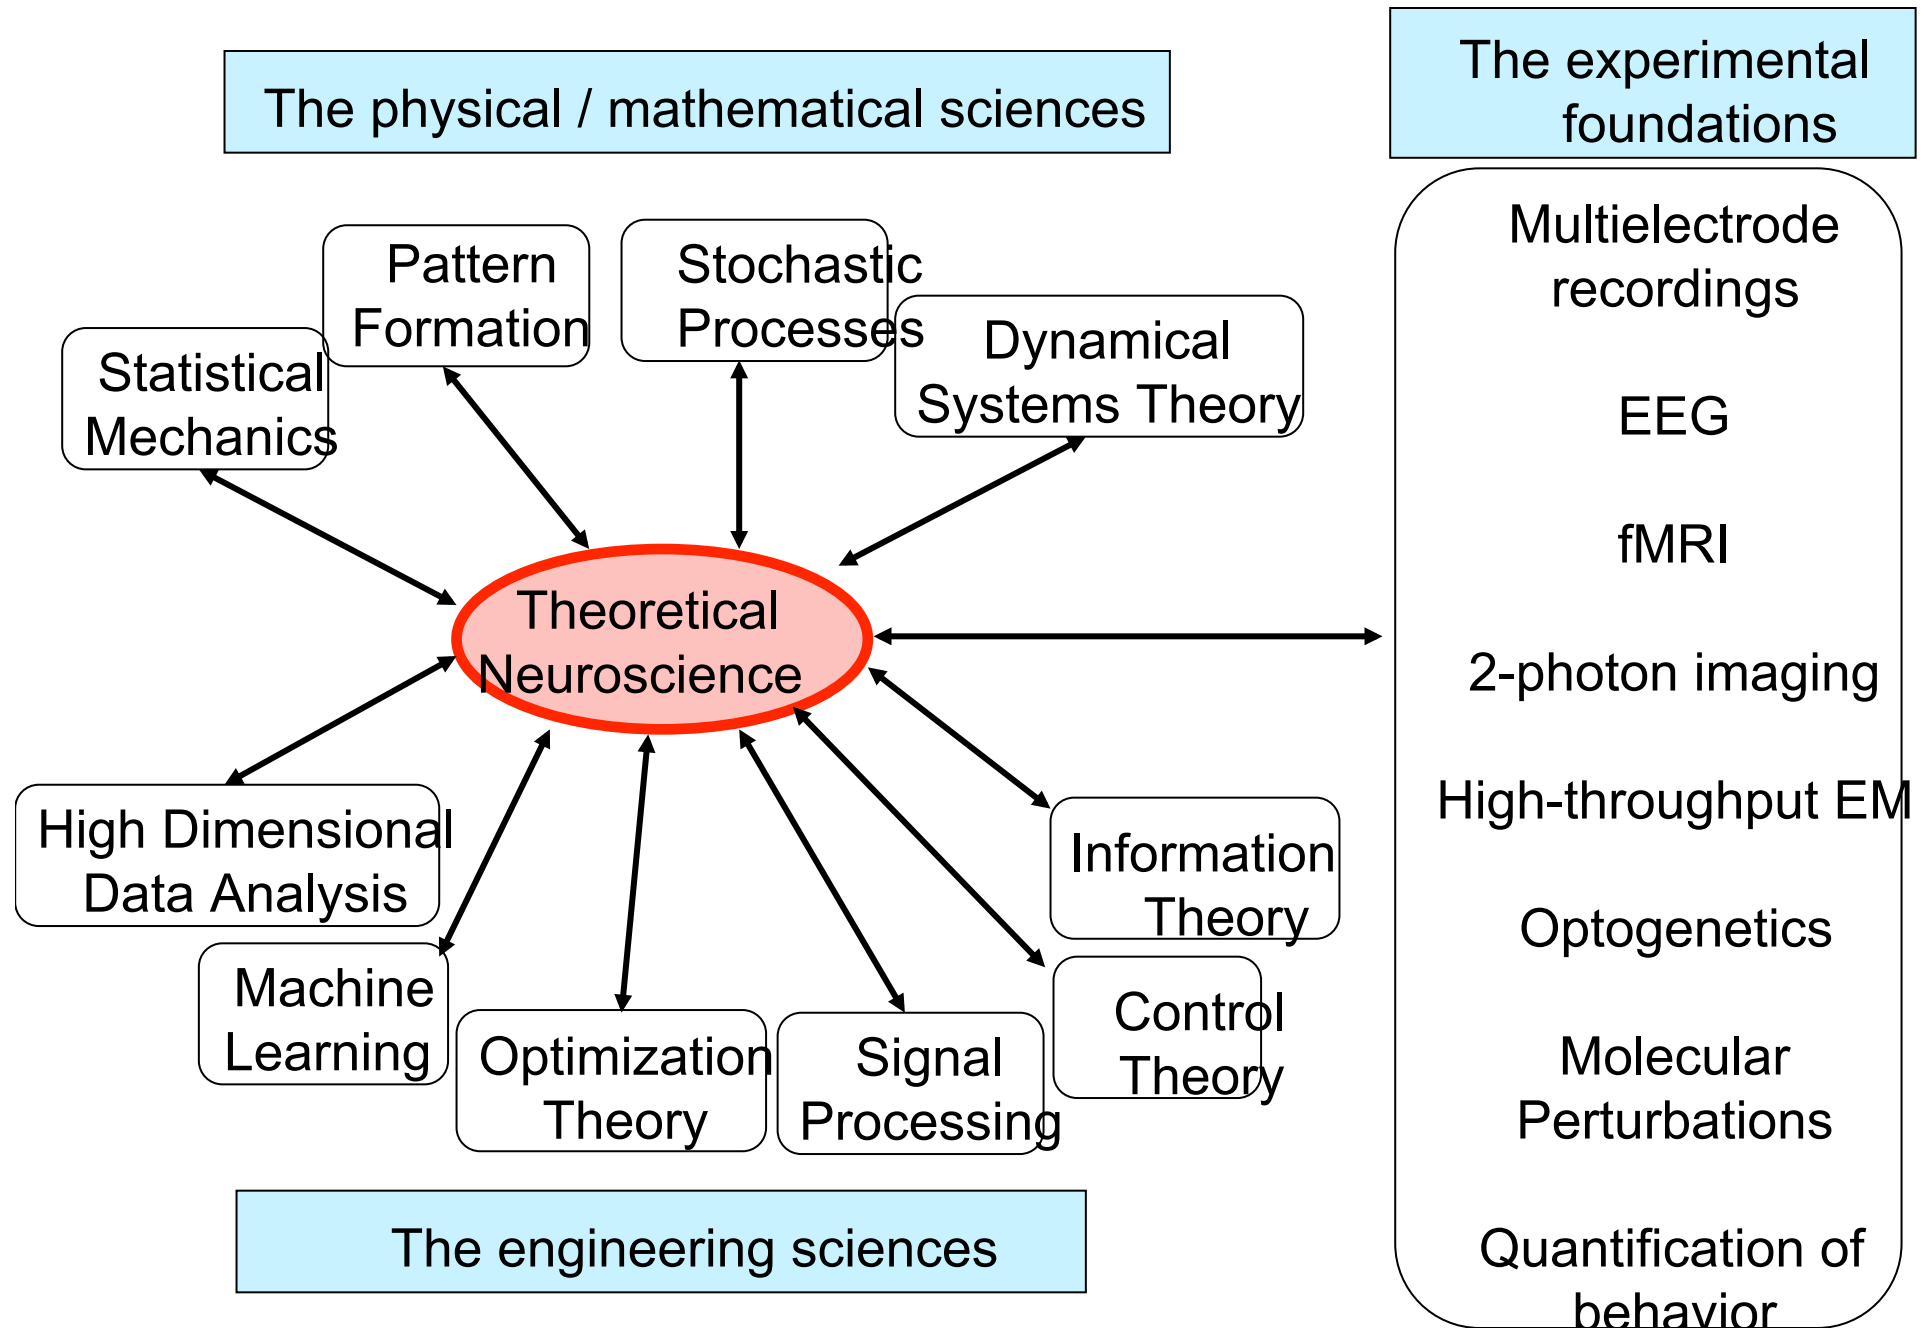 The physical / mathematical sciences
The experimental
foundations
Pattern
Formation
Stochastic
Processes
Statistical
Mechanics
Dynamical
Systems Theory
Theoretical
Neuroscience
High Dimensional
Data Analysis
Machine
Learning
Optimization
Theory
Signal
Processing
Control
Theory
Information
Theory
The engineering sciences
Multielectrode
recordings
EEG
fMRI
2-photon imaging
High-throughput EM
Optogenetics
Molecular
Perturbations
Quantification of
behavior